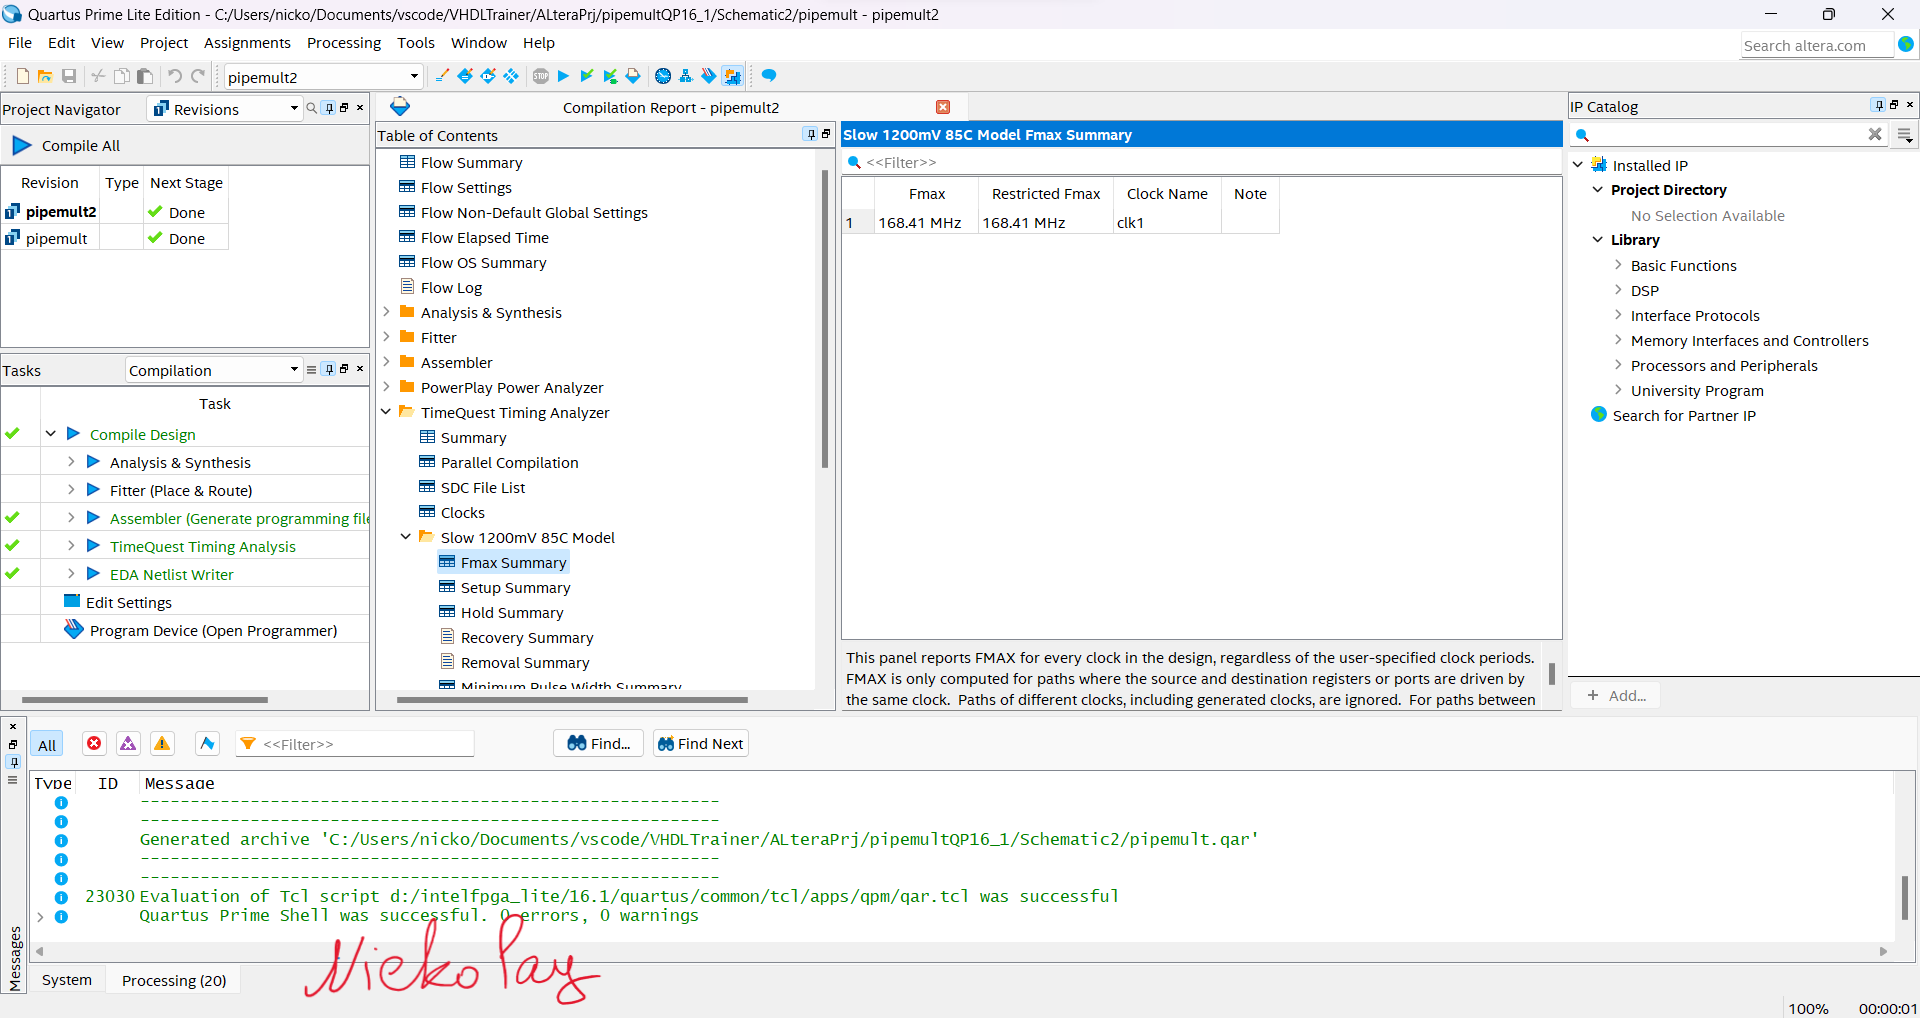 Quartus Prime Lite Edition - C:/Users/nicko/Documents/vscode/VHDLTrainer/ALteraPrj/pipemultQP16_1/Schematic2/pipemult - pipemult2
File Edit View Project Assignments Processing Tools Window Help
Search altera.com
pipemult2
STOP
Project Navigator Revisions
Compile All
Revision Type Next Stage
pipemult2 Done
pipemult Done
Tasks Compilation
Task
Compile Design
Analysis & Synthesis
Fitter (Place & Route)
Assembler (Generate programming file
TimeQuest Timing Analysis
EDA Netlist Writer
Edit Settings
Program Device (Open Programmer)
Compilation Report - pipemult2
Table of Contents
Flow Summary
Flow Settings
Flow Non-Default Global Settings
Flow Elapsed Time
Flow OS Summary
Flow Log
Analysis & Synthesis
Fitter
Assembler
PowerPlay Power Analyzer
TimeQuest Timing Analyzer
Summary
Parallel Compilation
SDC File List
Clocks
Slow 1200mV 85C Model
Fmax Summary
Setup Summary
Hold Summary
Recovery Summary
Removal Summary
Minimum Pulse Width Summary
Slow 1200mV 85C Model Fmax Summary
<<Filter>>
Fmax Restricted Fmax Clock Name Note
1 168.41 MHz 168.41 MHz clk1
This panel reports FMAX for every clock in the design, regardless of the user-specified clock periods.
FMAX is only computed for paths where the source and destination registers or ports are driven by
the same clock.  Paths of different clocks, including generated clocks, are ignored.  For paths between
IP Catalog
Installed IP
Project Directory
No Selection Available
Library
Basic Functions
DSP
Interface Protocols
Memory Interfaces and Controllers
Processors and Peripherals
University Program
Search for Partner IP
+ Add...
All <<Filter>> Find... Find Next
Type ID Message
----------------------------------------------------------
----------------------------------------------------------
Generated archive 'C:/Users/nicko/Documents/vscode/VHDLTrainer/ALteraPrj/pipemultQP16_1/Schematic2/pipemult.qar'
----------------------------------------------------------
----------------------------------------------------------
23030 Evaluation of Tcl script d:/intelfpga_lite/16.1/quartus/common/tcl/apps/qpm/qar.tcl was successful
Quartus Prime Shell was successful. 0 errors, 0 warnings
Messages
System Processing (20)
Nicko Pay
100% 00:00:01